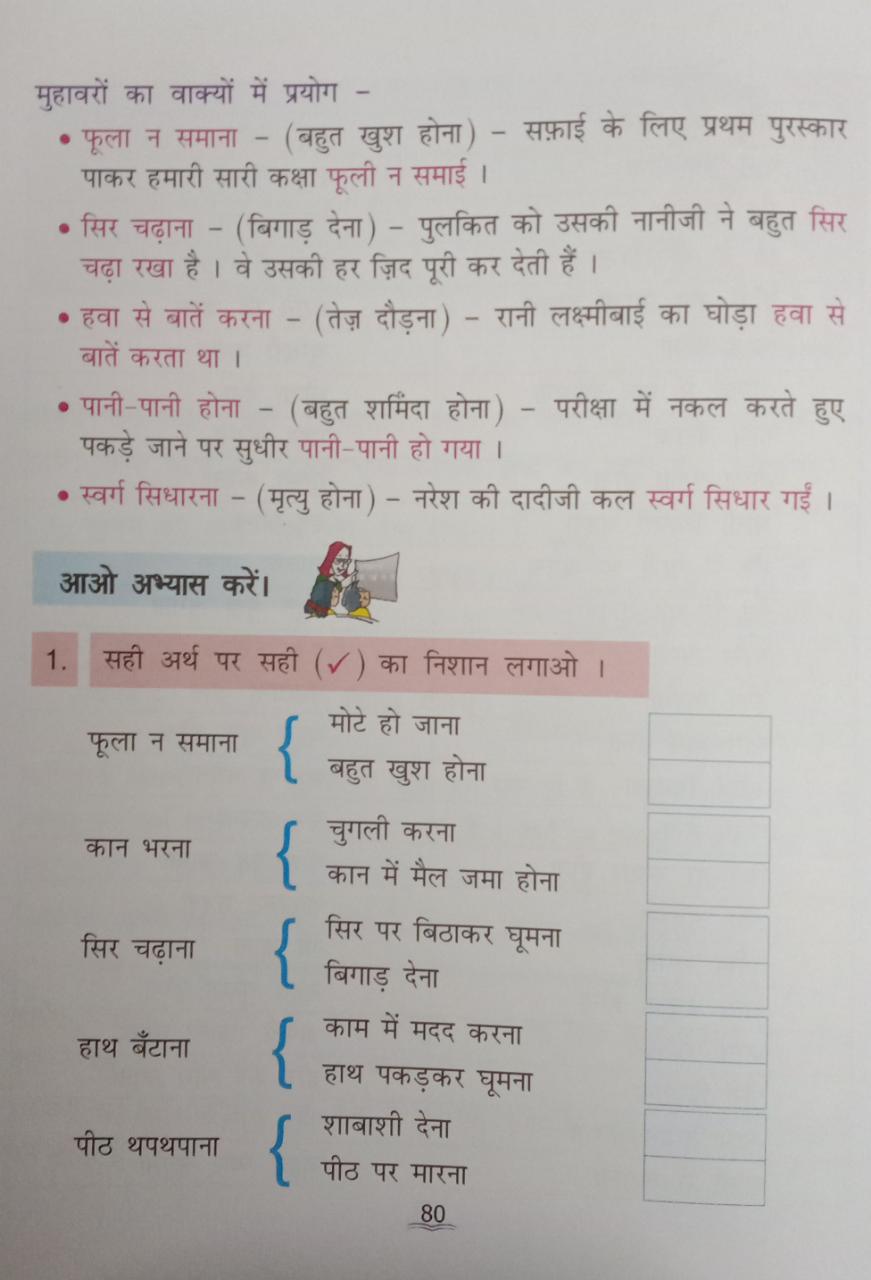 मुहावरों का वाक्यों में प्रयोग –
• फूला न समाना – (बहुत खुश होना) – सफ़ाई के लिए प्रथम पुरस्कार
पाकर हमारी सारी कक्षा फूली न समाई ।
• सिर चढ़ाना – (बिगाड़ देना) – पुलकित को उसकी नानीजी ने बहुत सिर
चढ़ा रखा है । वे उसकी हर ज़िद पूरी कर देती हैं ।
• हवा से बातें करना – (तेज़ दौड़ना) – रानी लक्ष्मीबाई का घोड़ा हवा से
बातें करता था ।
• पानी-पानी होना – (बहुत शर्मिंदा होना) – परीक्षा में नकल करते हुए
पकड़े जाने पर सुधीर पानी-पानी हो गया ।
• स्वर्ग सिधारना – (मृत्यु होना) – नरेश की दादीजी कल स्वर्ग सिधार गईं ।
आओ अभ्यास करें।
1. सही अर्थ पर सही (✓) का निशान लगाओ ।
फूला न समाना { मोटे हो जाना
बहुत खुश होना
कान भरना { चुगली करना
कान में मैल जमा होना
सिर चढ़ाना { सिर पर बिठाकर घूमना
बिगाड़ देना
हाथ बँटाना { काम में मदद करना
हाथ पकड़कर घूमना
पीठ थपथपाना { शाबाशी देना
पीठ पर मारना
80